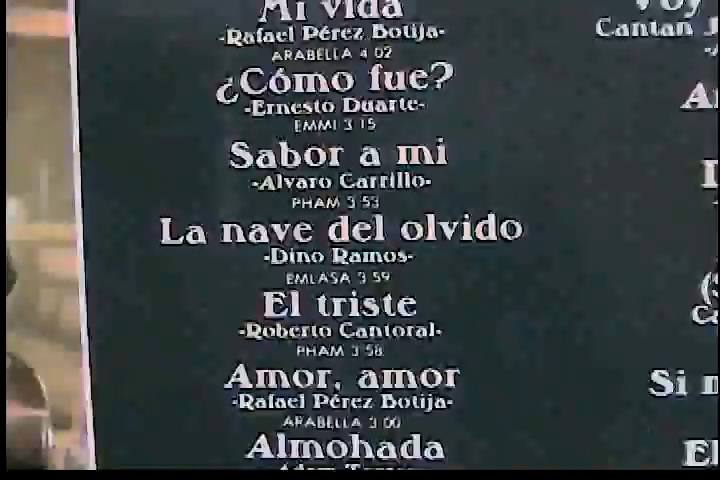 Mi vida
-Rafael Pérez Botija-
ARABELLA 4 02
¿Cómo fue?
-Ernesto Duarte-
EMMI 3 15
Sabor a mi
-Alvaro Carrillo-
PHAM 3 53
La nave del olvido
-Dino Ramos-
EMLASA 3 59
El triste
-Roberto Cantoral-
PHAM 3 58
Amor, amor
-Rafael Pérez Botija-
ARABELLA 3 00
Almohada
Voy
Cantan
Si
El